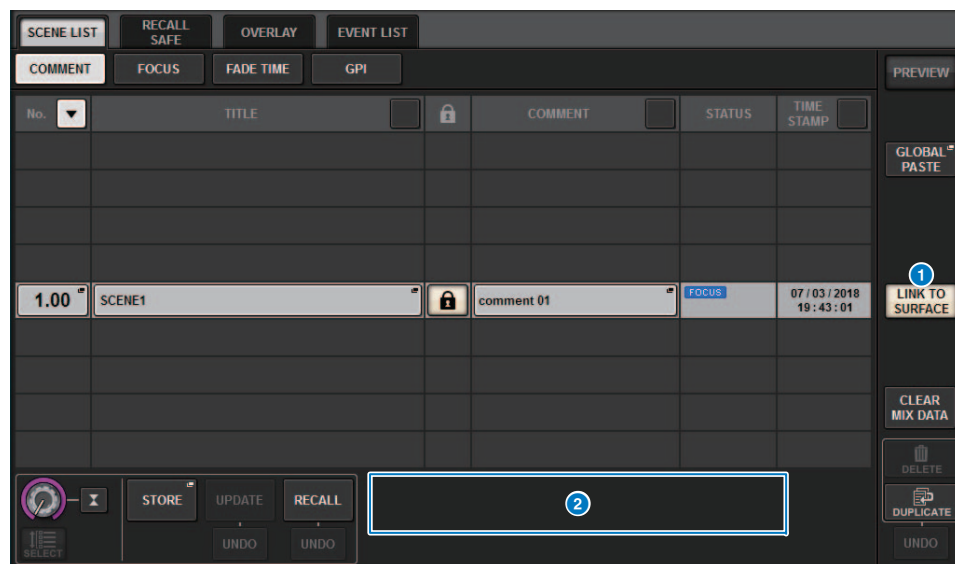 SCENE LIST
RECALL
SAFE
OVERLAY
EVENT LIST
COMMENT
FOCUS
FADE TIME
GPI
PREVIEW
No.
TITLE
COMMENT
STATUS
TIME
STAMP
GLOBAL
PASTE
1
1.00
SCENE1
comment 01
FOCUS
07/03/2018
19:43:01
LINK TO
SURFACE
CLEAR
MIX DATA
DELETE
STORE
UPDATE
RECALL
2
DUPLICATE
SELECT
UNDO
UNDO
UNDO